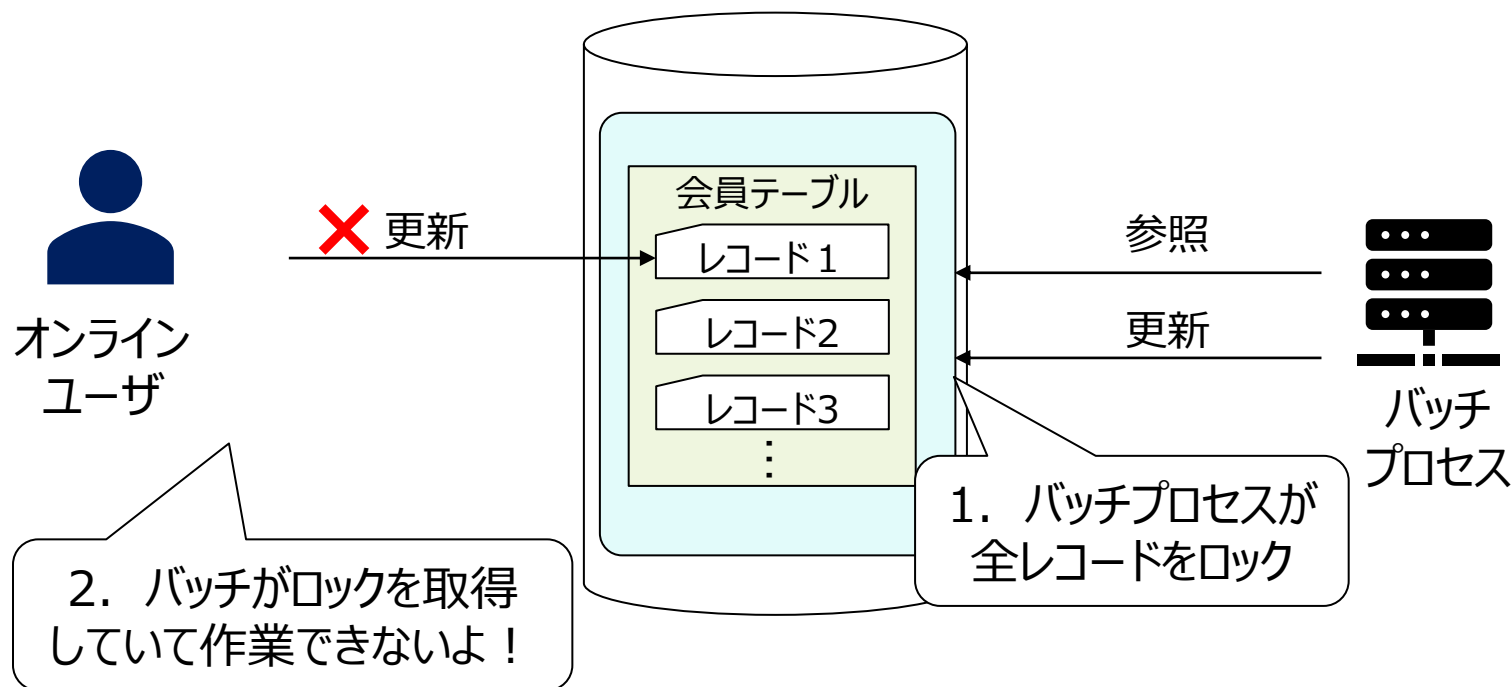 会員テーブル
❌ 更新
レコード１
レコード2
レコード3
⋮
参照
更新
オンライン
ユーザ
バッチ
プロセス
1. バッチプロセスが
全レコードをロック
2. バッチがロックを取得
していて作業できないよ！